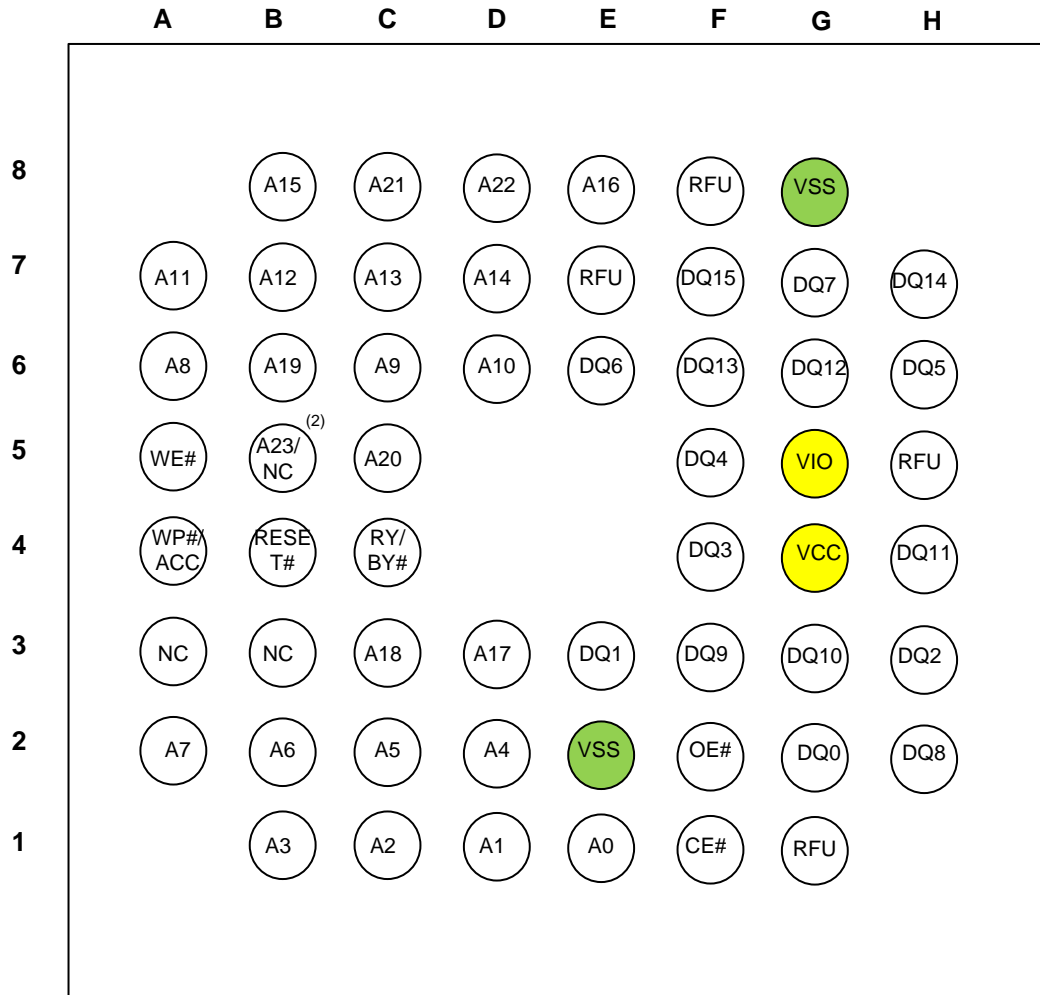 A B C D E F G H
8 A15 A21 A22 A16 RFU VSS
7 A11 A12 A13 A14 RFU DQ15 DQ7 DQ14
6 A8 A19 A9 A10 DQ6 DQ13 DQ12 DQ5
(2)
5 WE# A23/ NC A20 DQ4 VIO RFU
4 WP#/ ACC RESE T# RY/ BY# DQ3 VCC DQ11
3 NC NC A18 A17 DQ1 DQ9 DQ10 DQ2
2 A7 A6 A5 A4 VSS OE# DQ0 DQ8
1 A3 A2 A1 A0 CE# RFU